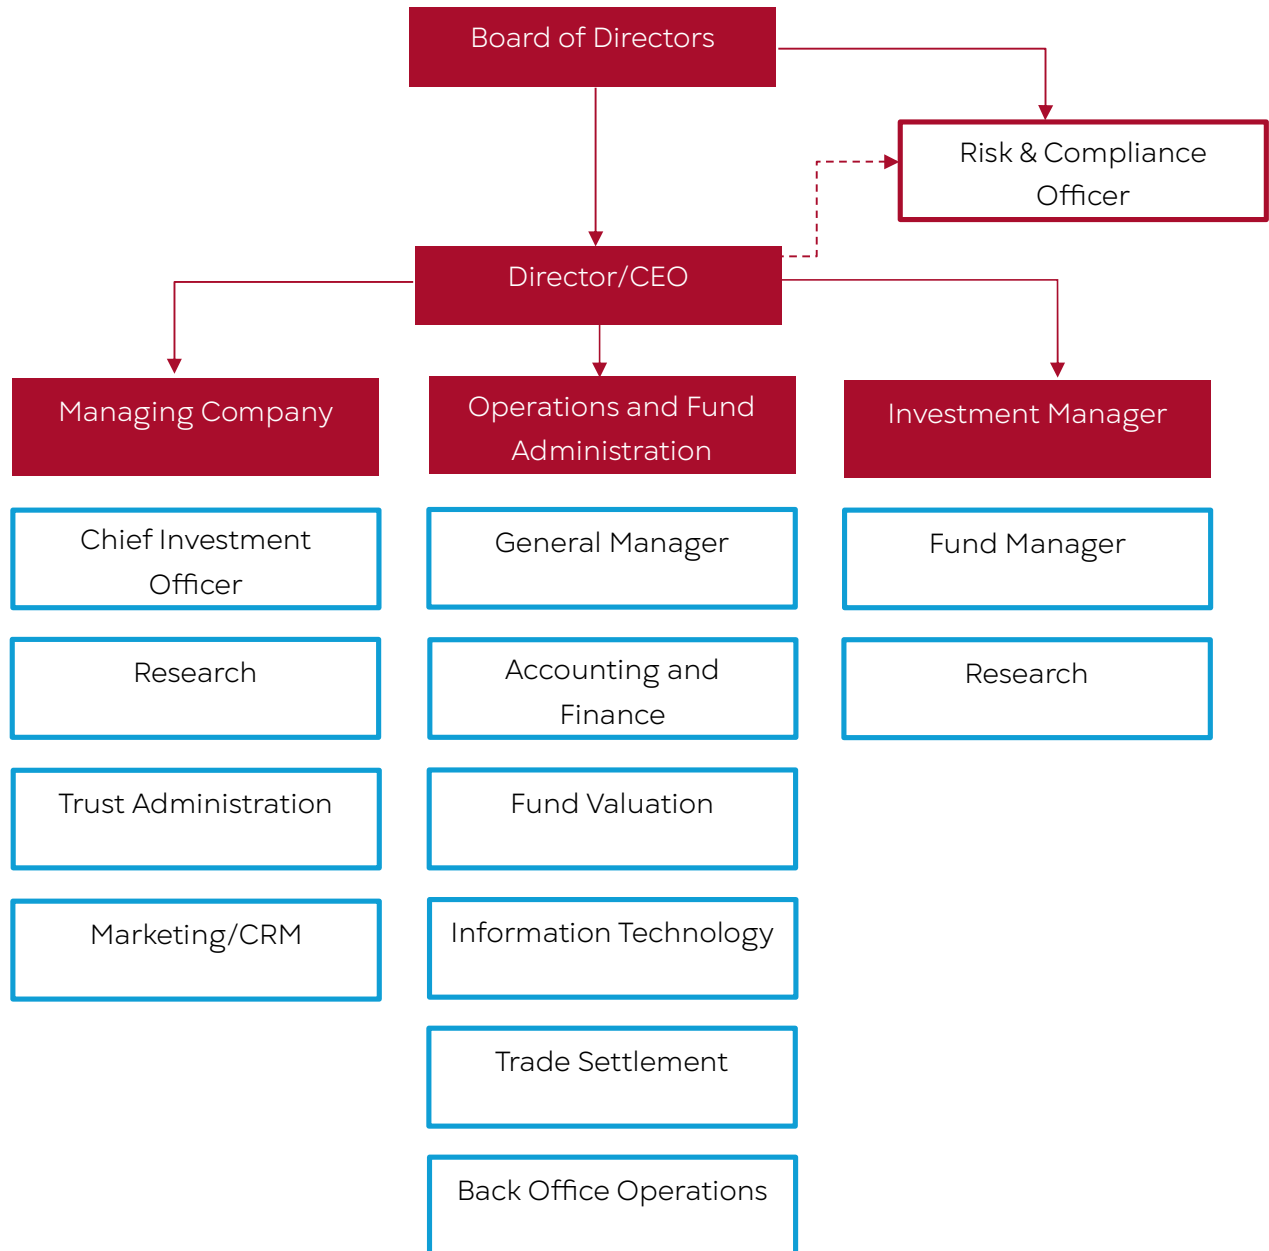 Board of Directors
Risk & Compliance
Officer
Director/CEO
Managing Company
Operations and Fund
Administration
Investment Manager
Chief Investment
Officer
General Manager
Fund Manager
Research
Accounting and
Finance
Research
Trust Administration
Fund Valuation
Marketing/CRM
Information Technology
Trade Settlement
Back Office Operations